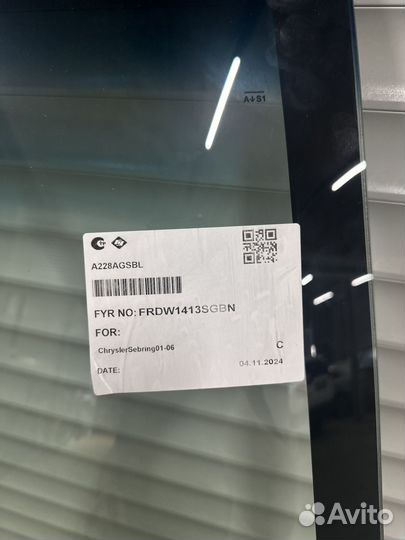 A↓S1
A228AGSBL
FYR NO: FRDW1413SGBN
FOR:
ChryslerSebring01-06
C
DATE: 04.11.2024
Avito